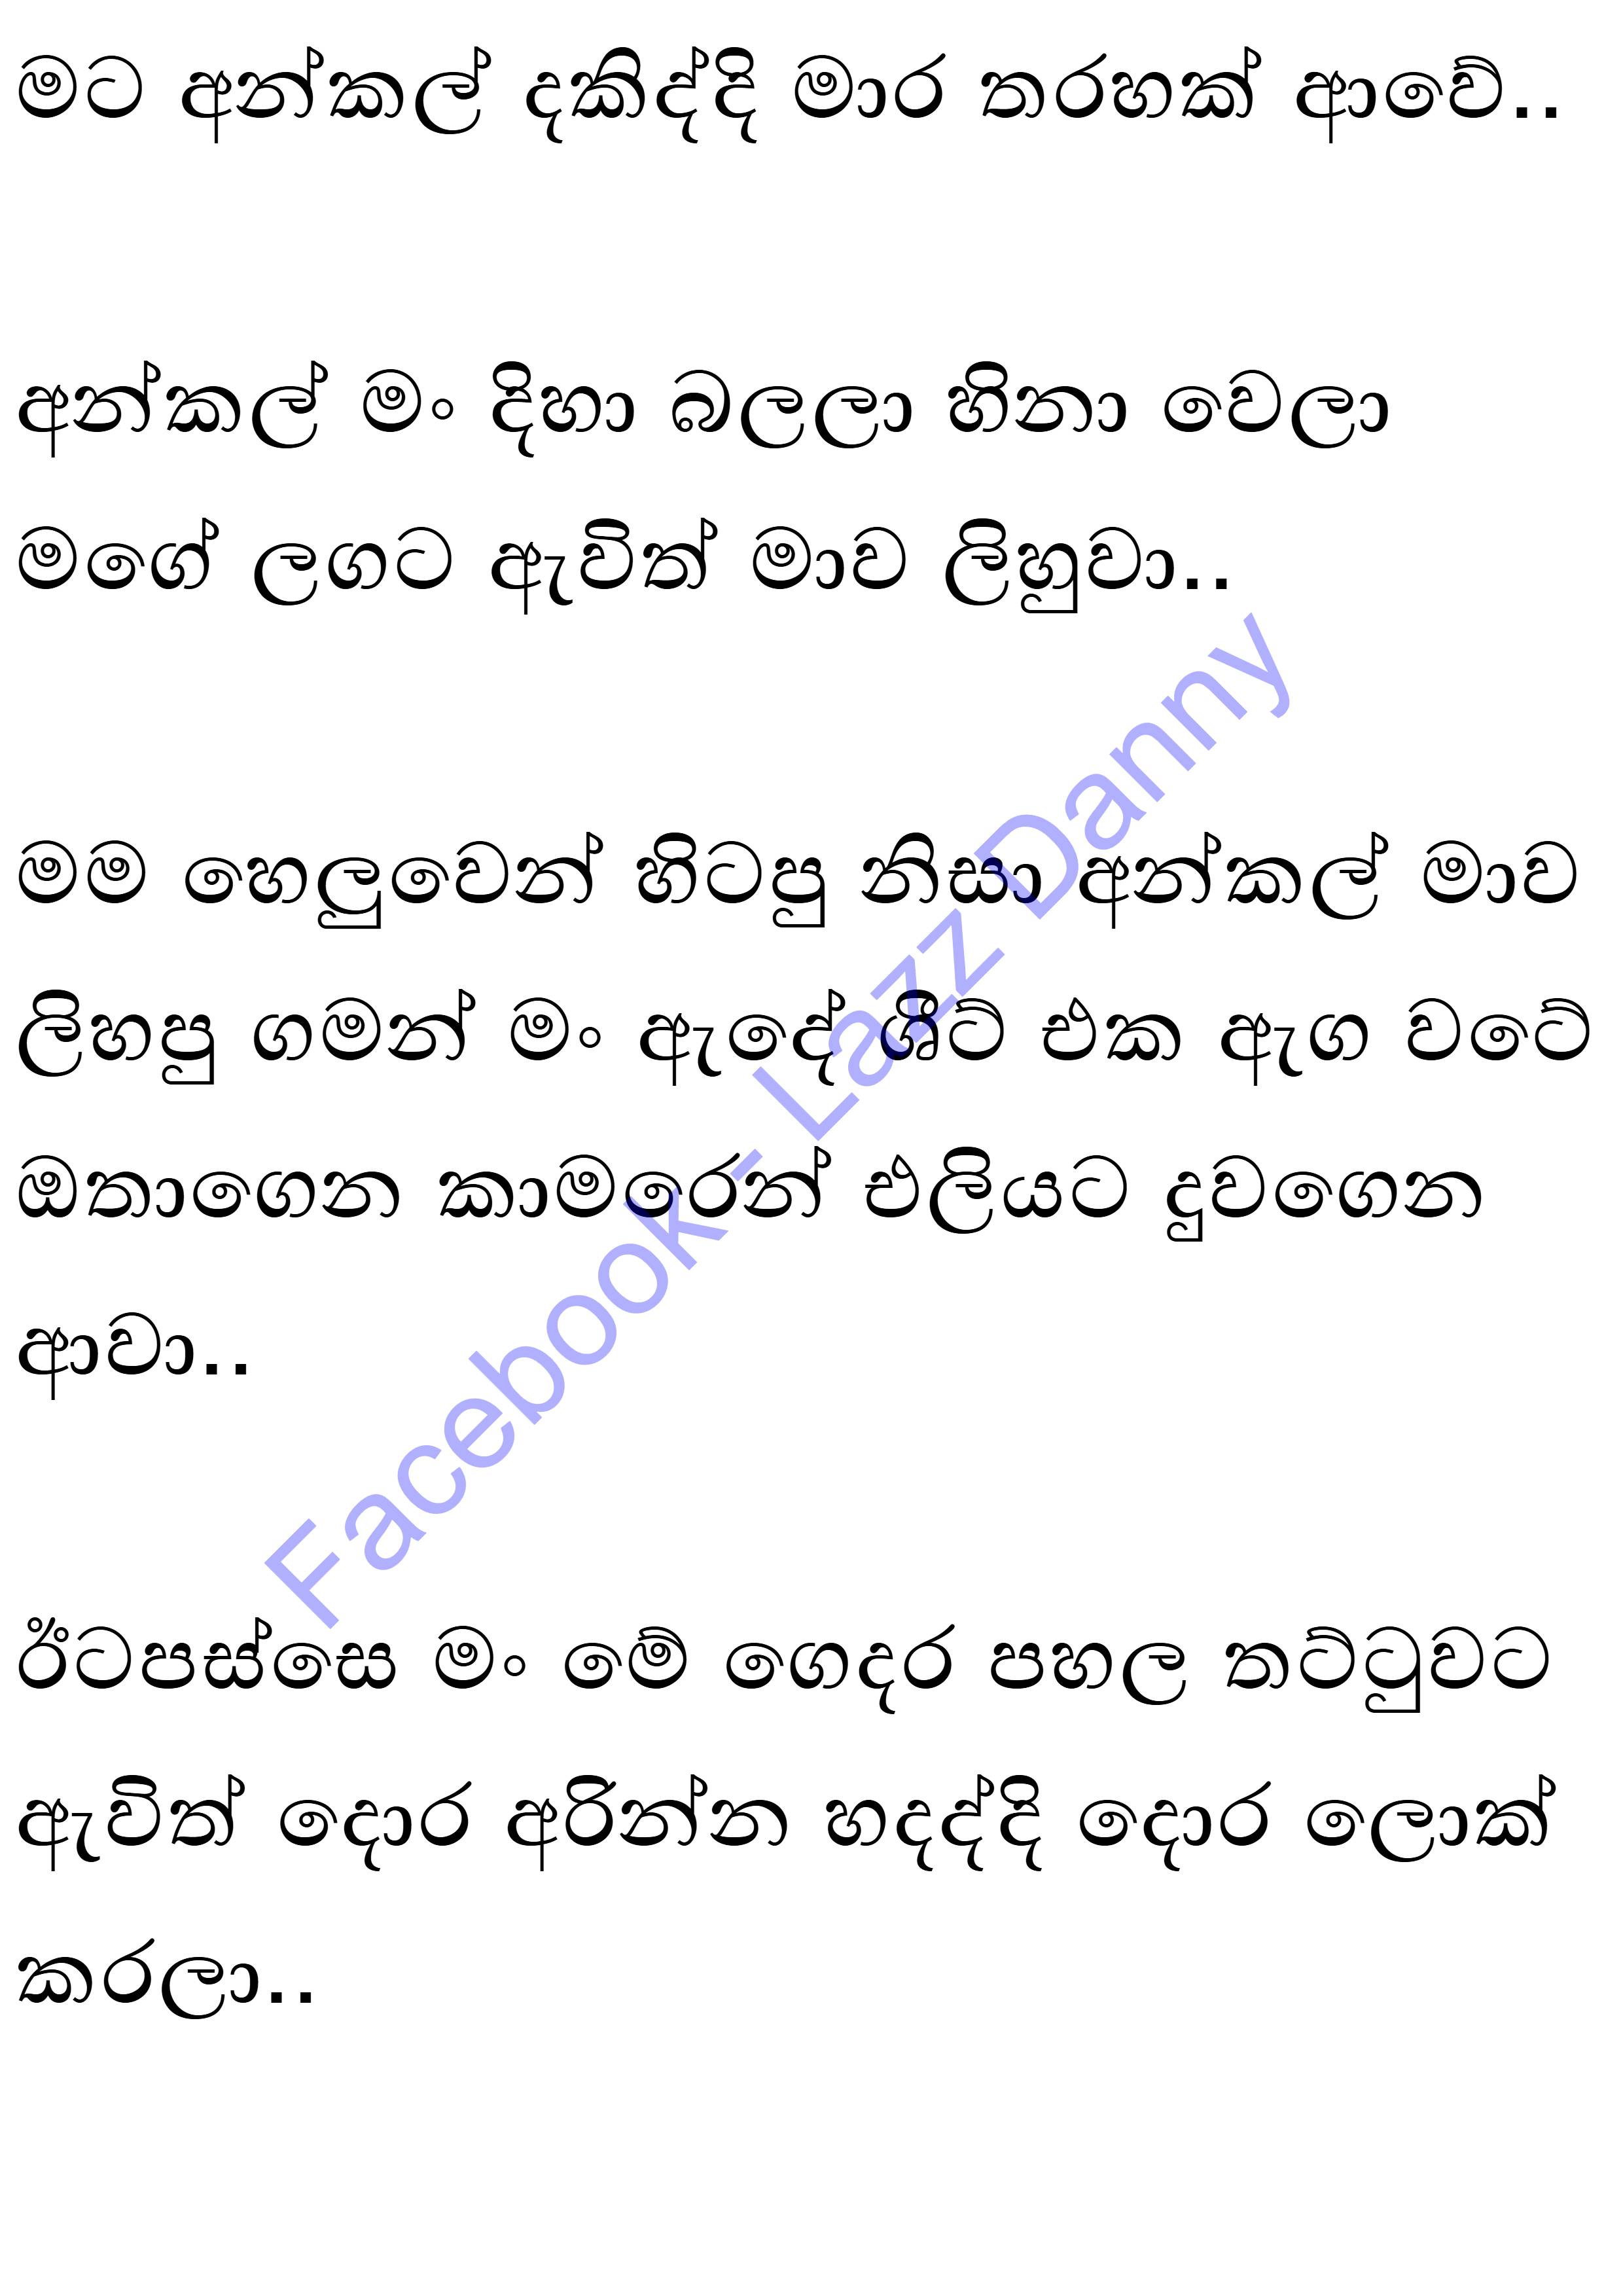 මට අන්කල් දකිද්දි මාර තරහක් ආවේ..
අන්කල් මං දිහා බලලා හිනා වෙලා
මගේ ලගට ඇවිත් මාව ලිහුවා..
මම හෙලුවෙන් හිටපු නිසා අන්කල් මාව
ලිහපු ගමන් මං ඇදේ ශීට් එක ඇග වටේ
ඔතාගෙන කාමරෙන් එලියට දුවගෙන
ආවා..
ඊටපස්සෙ මං මේ ගෙදර පහල තට්ටුවට
ඇවිත් දොර අරින්න හදද්දි දොර ලොක්
කරලා..
Facebook - Lazz Danny